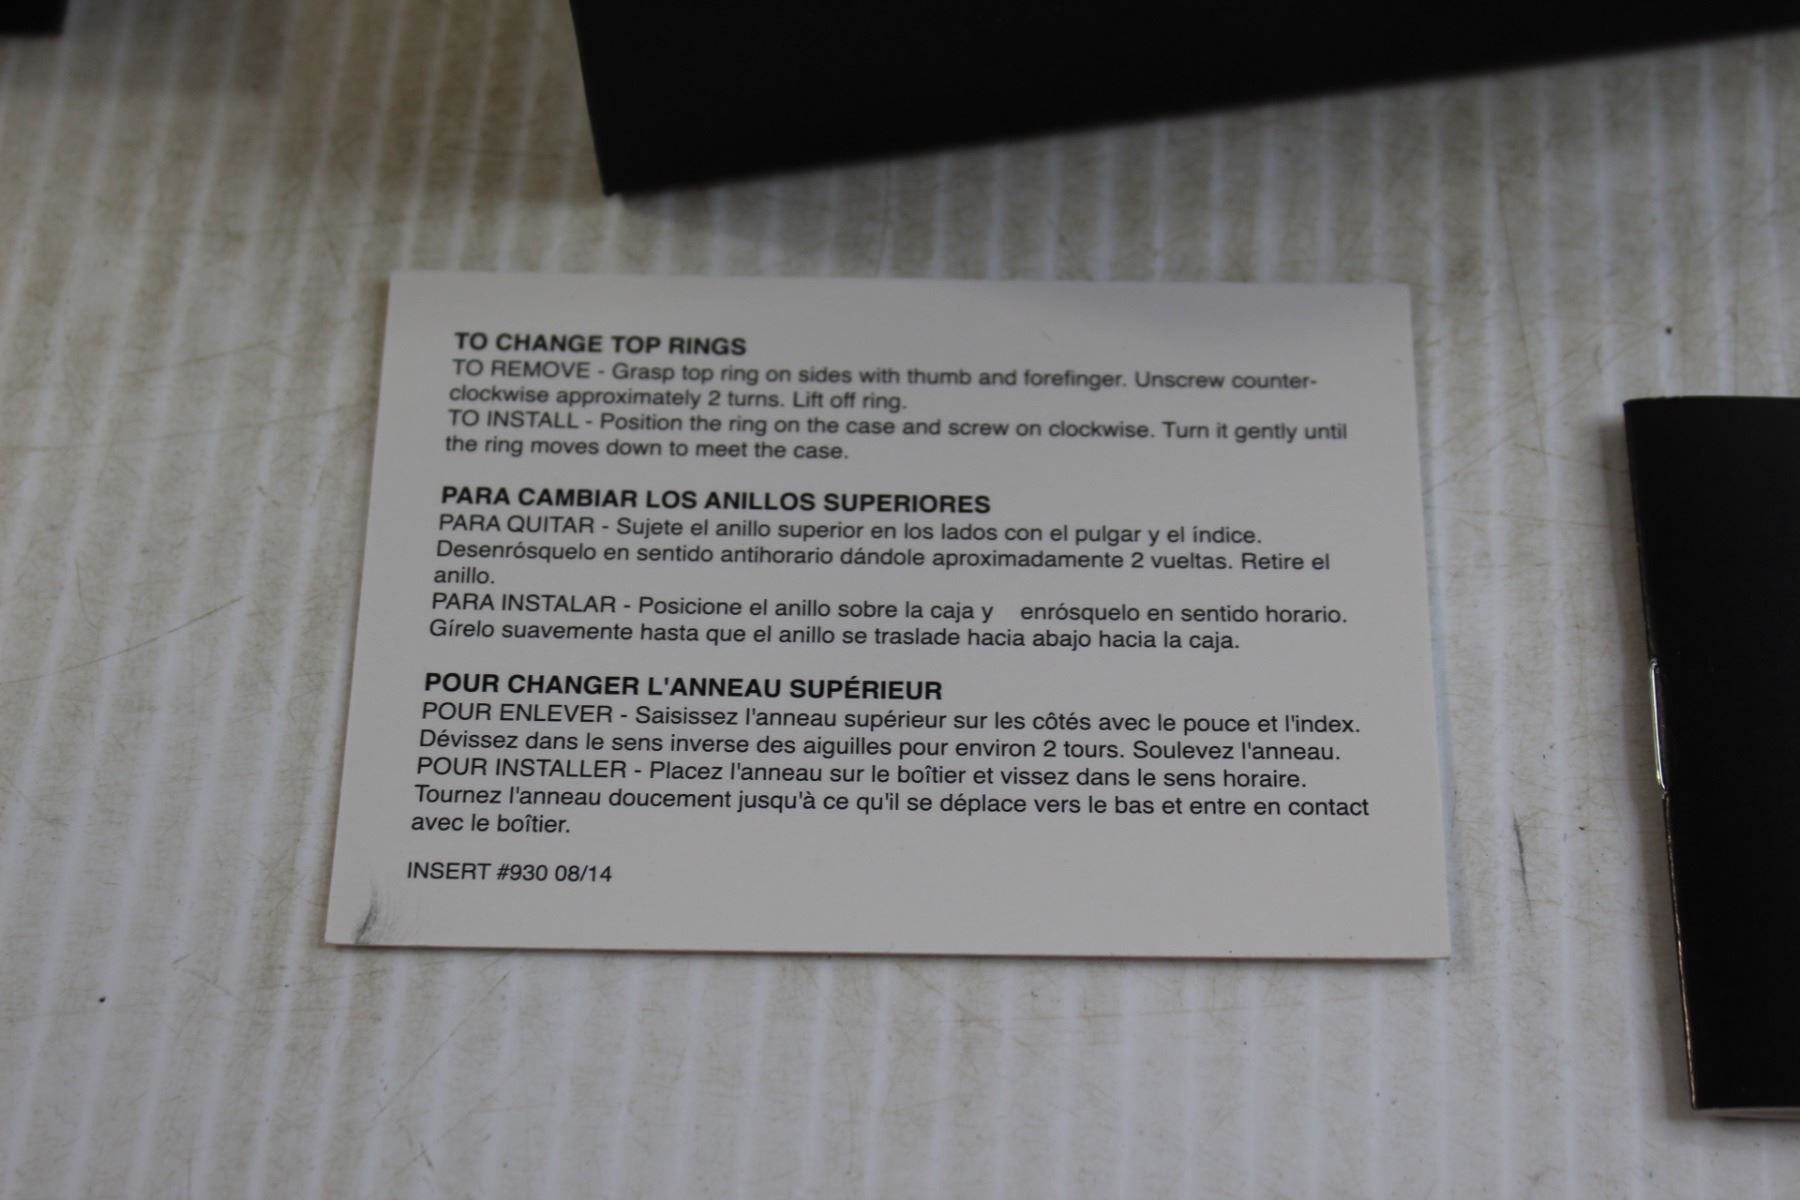 TO CHANGE TOP RINGS
TO REMOVE - Grasp top ring on sides with thumb and forefinger. Unscrew counter-
clockwise approximately 2 turns. Lift off ring.
TO INSTALL - Position the ring on the case and screw on clockwise. Turn it gently until
the ring moves down to meet the case.
PARA CAMBIAR LOS ANILLOS SUPERIORES
PARA QUITAR - Sujete el anillo superior en los lados con el pulgar y el índice.
Desenrósquelo en sentido antihorario dándole aproximadamente 2 vueltas. Retire el
anillo.
PARA INSTALAR - Posicione el anillo sobre la caja y enrósquelo en sentido horario.
Gírelo suavemente hasta que el anillo se traslade hacia abajo hacia la caja.
POUR CHANGER L'ANNEAU SUPÉRIEUR
POUR ENLEVER - Saisissez l'anneau supérieur sur les côtés avec le pouce et l'index.
Dévissez dans le sens inverse des aiguilles pour environ 2 tours. Soulevez l'anneau.
POUR INSTALLER - Placez l'anneau sur le boîtier et vissez dans le sens horaire.
Tournez l'anneau doucement jusqu'à ce qu'il se déplace vers le bas et entre en contact
avec le boîtier.
INSERT #930 08/14